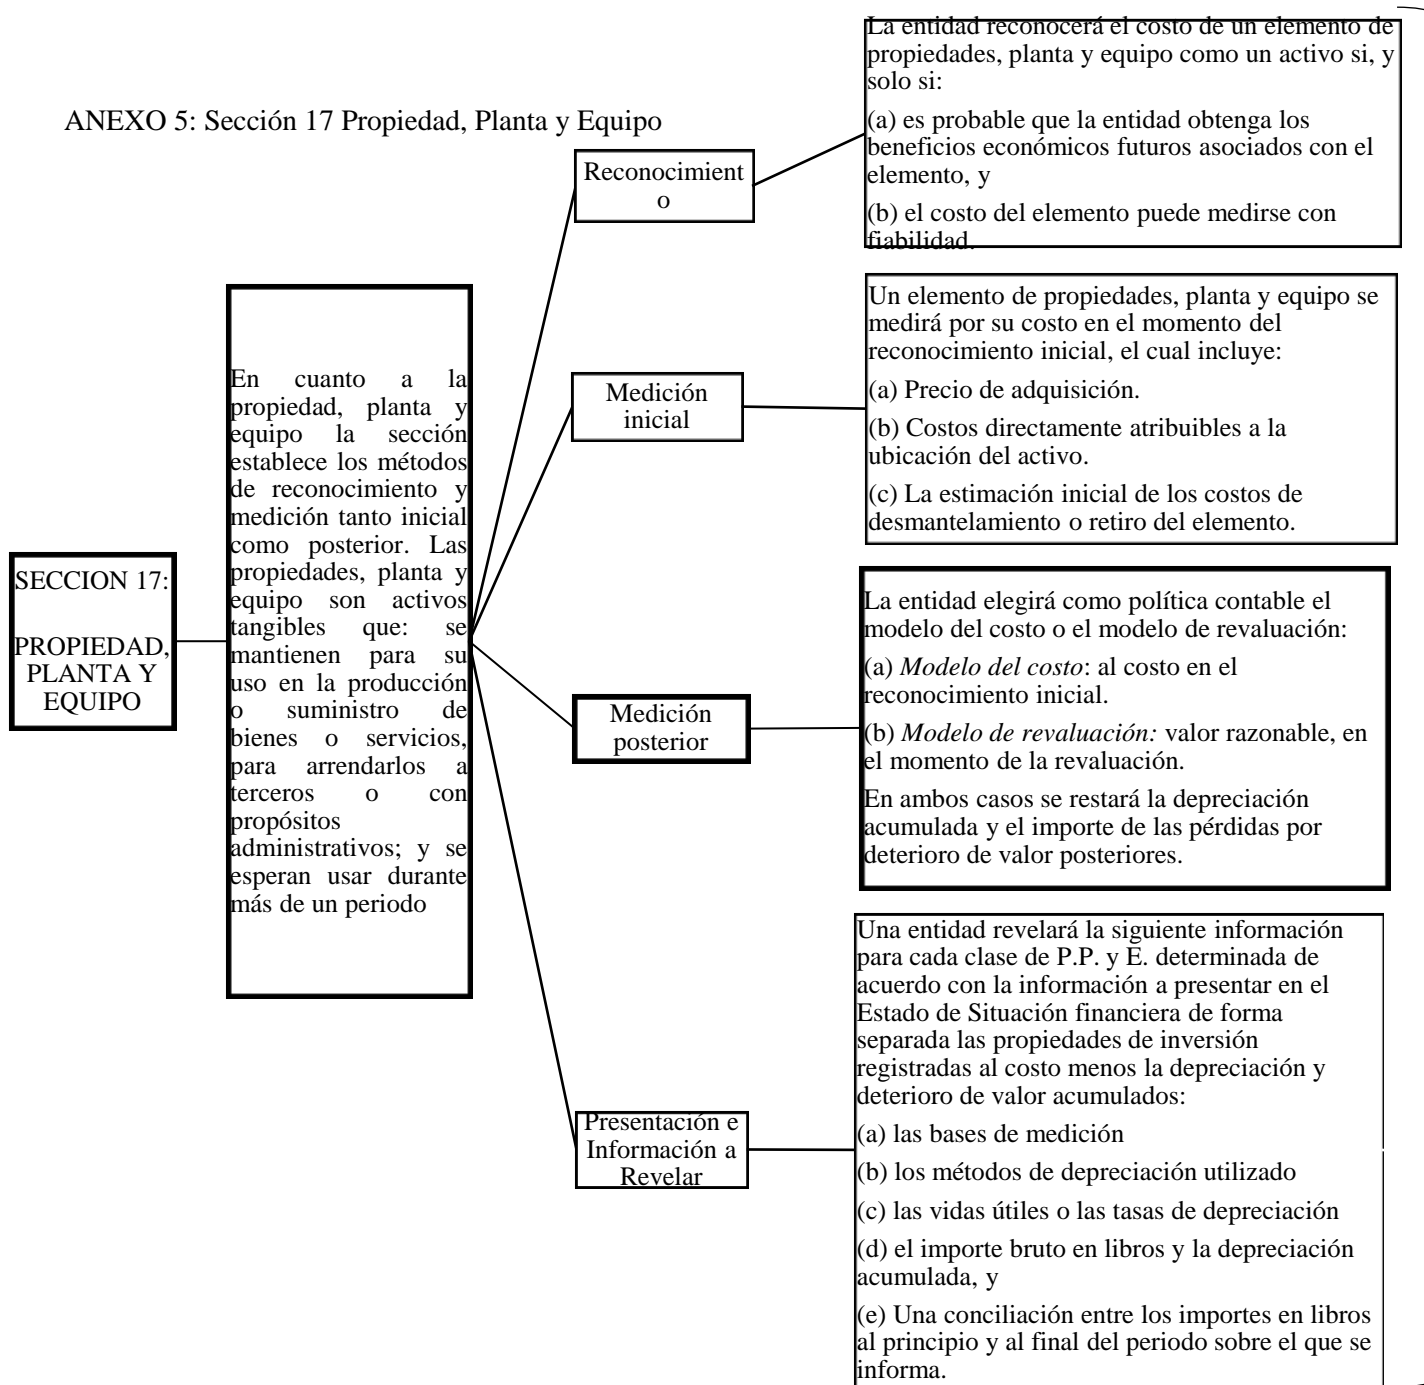 ANEXO 5: Sección 17 Propiedad, Planta y Equipo
SECCION 17:
PROPIEDAD,
PLANTA Y
EQUIPO
En cuanto a la
propiedad, planta y
equipo la sección
establece los métodos
de reconocimiento y
medición tanto inicial
como posterior. Las
propiedades, planta y
equipo son activos
tangibles que: se
mantienen para su
uso en la producción
o suministro de
bienes o servicios,
para arrendarlos a
terceros o con
propósitos
administrativos; y se
esperan usar durante
más de un periodo
Reconocimient
o
La entidad reconocerá el costo de un elemento de
propiedades, planta y equipo como un activo si, y
solo si:
(a) es probable que la entidad obtenga los
beneficios económicos futuros asociados con el
elemento, y
(b) el costo del elemento puede medirse con
fiabilidad.
Medición
inicial
Un elemento de propiedades, planta y equipo se
medirá por su costo en el momento del
reconocimiento inicial, el cual incluye:
(a) Precio de adquisición.
(b) Costos directamente atribuibles a la
ubicación del activo.
(c) La estimación inicial de los costos de
desmantelamiento o retiro del elemento.
Medición
posterior
La entidad elegirá como política contable el
modelo del costo o el modelo de revaluación:
(a) Modelo del costo: al costo en el
reconocimiento inicial.
(b) Modelo de revaluación: valor razonable, en
el momento de la revaluación.
En ambos casos se restará la depreciación
acumulada y el importe de las pérdidas por
deterioro de valor posteriores.
Presentación e
Información a
Revelar
Una entidad revelará la siguiente información
para cada clase de P.P. y E. determinada de
acuerdo con la información a presentar en el
Estado de Situación financiera de forma
separada las propiedades de inversión
registradas al costo menos la depreciación y
deterioro de valor acumulados:
(a) las bases de medición
(b) los métodos de depreciación utilizado
(c) las vidas útiles o las tasas de depreciación
(d) el importe bruto en libros y la depreciación
acumulada, y
(e) Una conciliación entre los importes en libros
al principio y al final del periodo sobre el que se
informa.